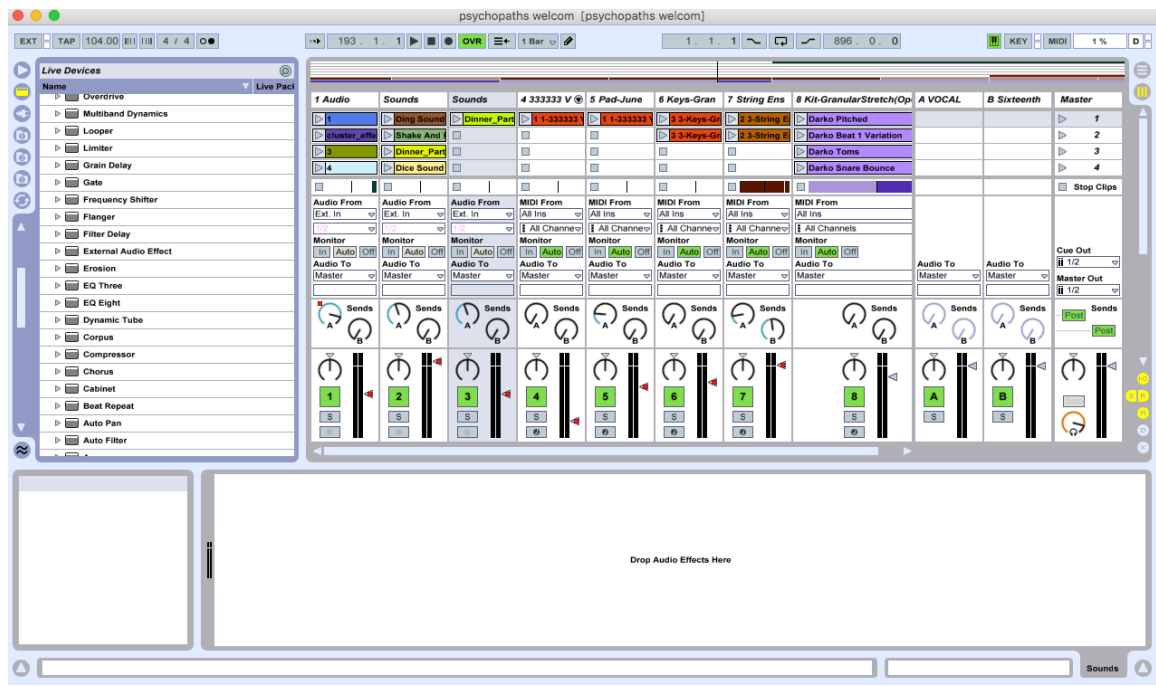 psychopaths welcom [psychopaths welcom]
EXT TAP 104.00 4 / 4 193. 1. 1 OVR 1 Bar 1. 1. 1 896. 0. 0 KEY MIDI 1 % D
Live Devices
Name Live Pack
Overdrive
Multiband Dynamics
Looper
Limiter
Grain Delay
Gate
Frequency Shifter
Flanger
Filter Delay
External Audio Effect
Erosion
EQ Three
EQ Eight
Dynamic Tube
Corpus
Compressor
Chorus
Cabinet
Beat Repeat
Auto Pan
Auto Filter
1 Audio Sounds Sounds 4 333333 V 5 Pad-June 6 Keys-Gran 7 String Ens 8 Kit-GranularStretch(Op A VOCAL B Sixteenth Master
1 Ding Sound Dinner_Part 1 1-333333 1 1-333333 3 3-Keys-Gr 2 3-String E Darko Pitched 1
cluster_effe Shake And 3 3-Keys-Gr 2 3-String E Darko Beat 1 Variation 2
3 Dinner_Part Darko Toms 3
4 Dice Sound Darko Snare Bounce 4
Stop Clips
Audio From Audio From Audio From MIDI From MIDI From MIDI From MIDI From MIDI From
Ext. In Ext. In Ext. In All Ins All Ins All Ins All Ins All Ins
1/2 1/2 1/2 All Channe All Channe All Channe All Channe All Channels
Monitor Monitor Monitor Monitor Monitor Monitor Monitor Monitor
In Auto Off In Auto Off In Auto Off In Auto Off In Auto Off In Auto Off In Auto Off In Auto Off Cue Out
Audio To Audio To Audio To Audio To Audio To Audio To Audio To Audio To Audio To Audio To 1/2
Master Master Master Master Master Master Master Master Master Master Master Out
1/2
Sends Sends Sends Sends Sends Sends Sends Sends Sends Sends Sends
Post
A A A A A A A A A A
Post
B B B B B B B B B B
1 2 3 4 5 6 7 8 A B
S S S S S S S S S S Solo
Drop Audio Effects Here
Sounds